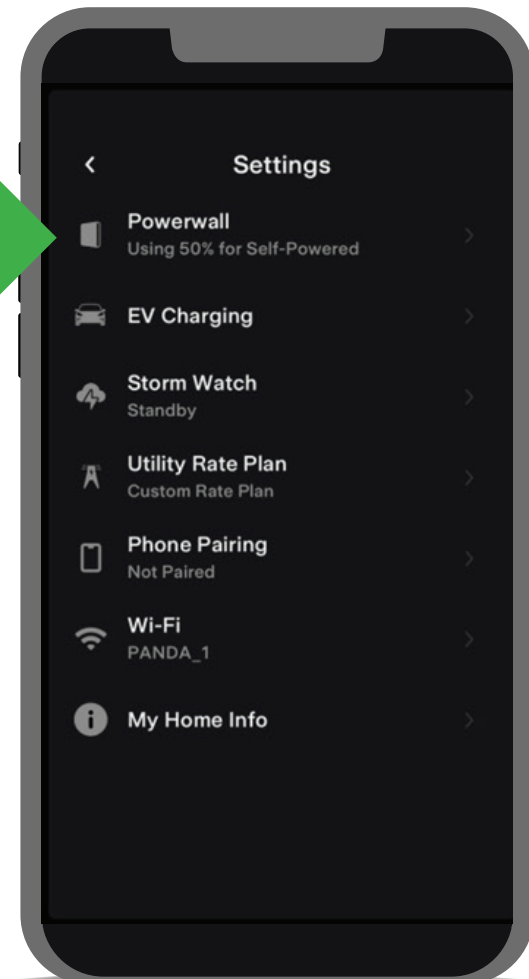 Settings
Powerwall
Using 50% for Self-Powered
EV Charging
Storm Watch
Standby
Utility Rate Plan
Custom Rate Plan
Phone Pairing
Not Paired
Wi-Fi
PANDA_1
My Home Info